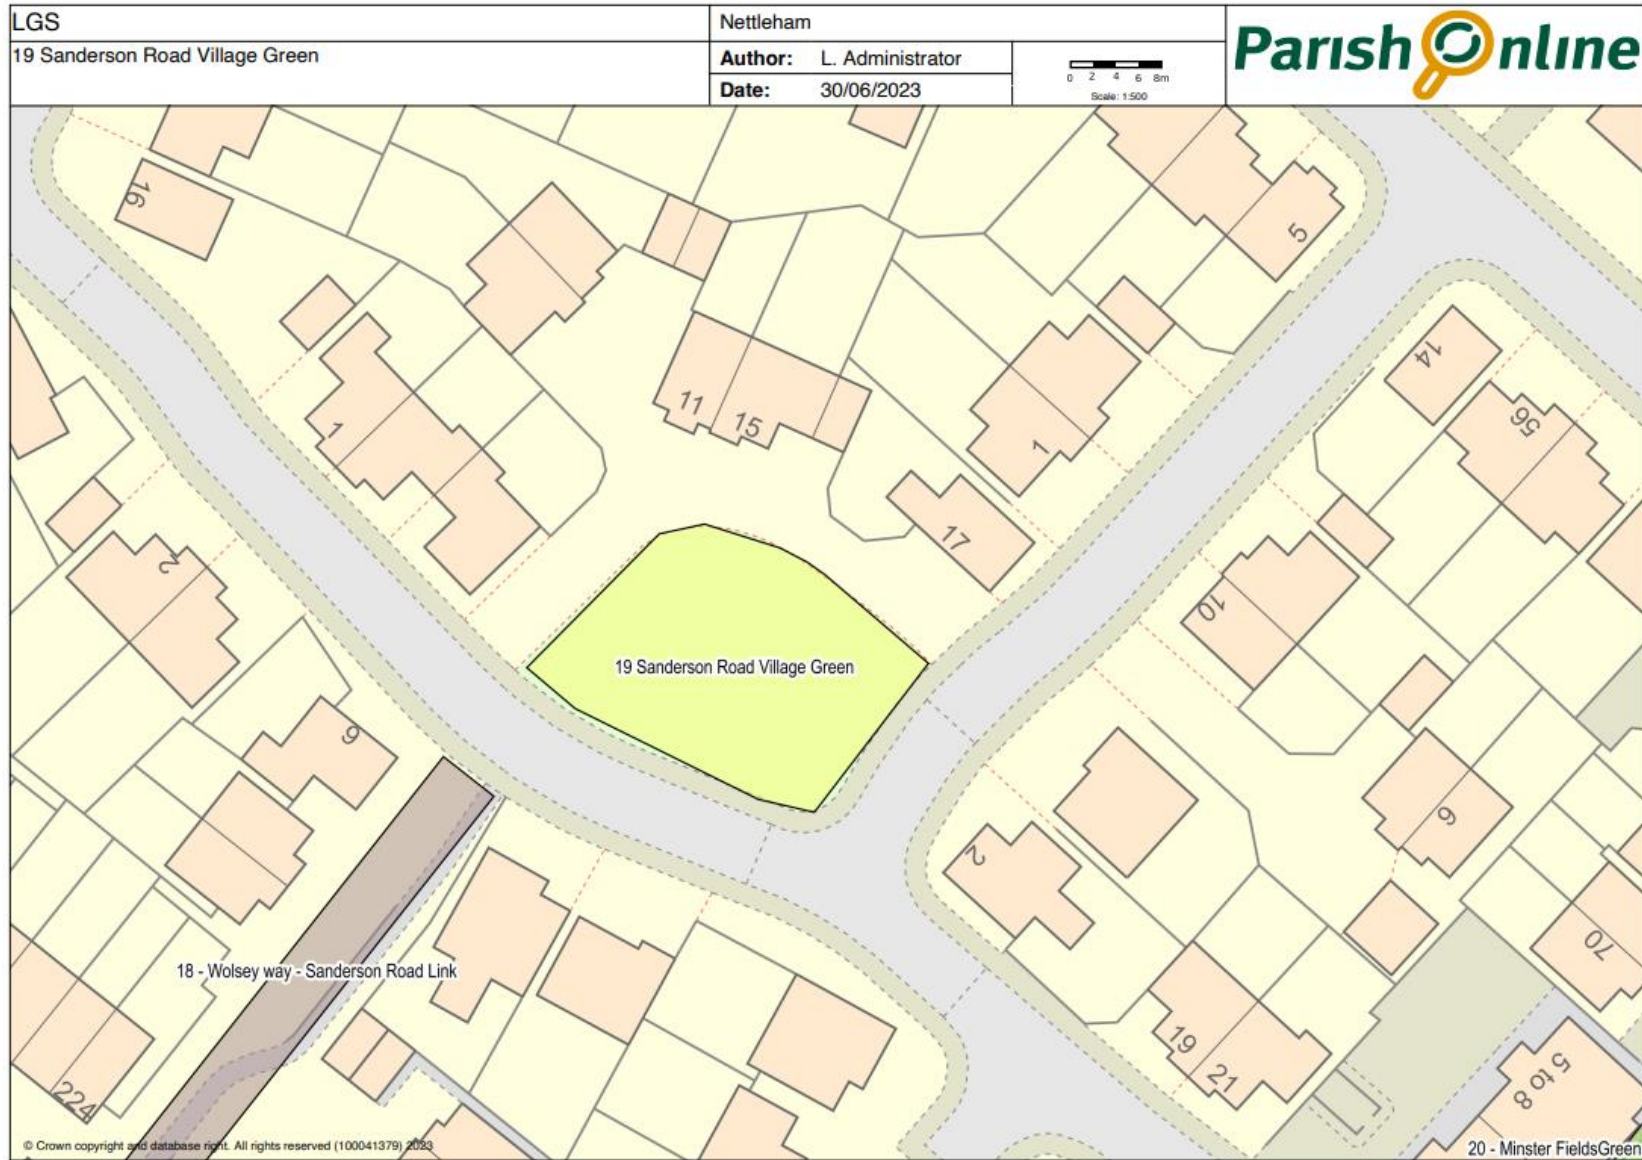 LGS
19 Sanderson Road Village Green
Nettleham
Author: L. Administrator
Date: 30/06/2023
0 2 4 6 8m
Scale: 1:500
Parish Online
16
5
14
56
1
11
15
1
17
2
10
19 Sanderson Road Village Green
9
6
2
18 - Wolsey way - Sanderson Road Link
70
19
21
5 to 8
224
© Crown copyright and database right. All rights reserved (100041379) 2023
20 - Minster FieldsGreen